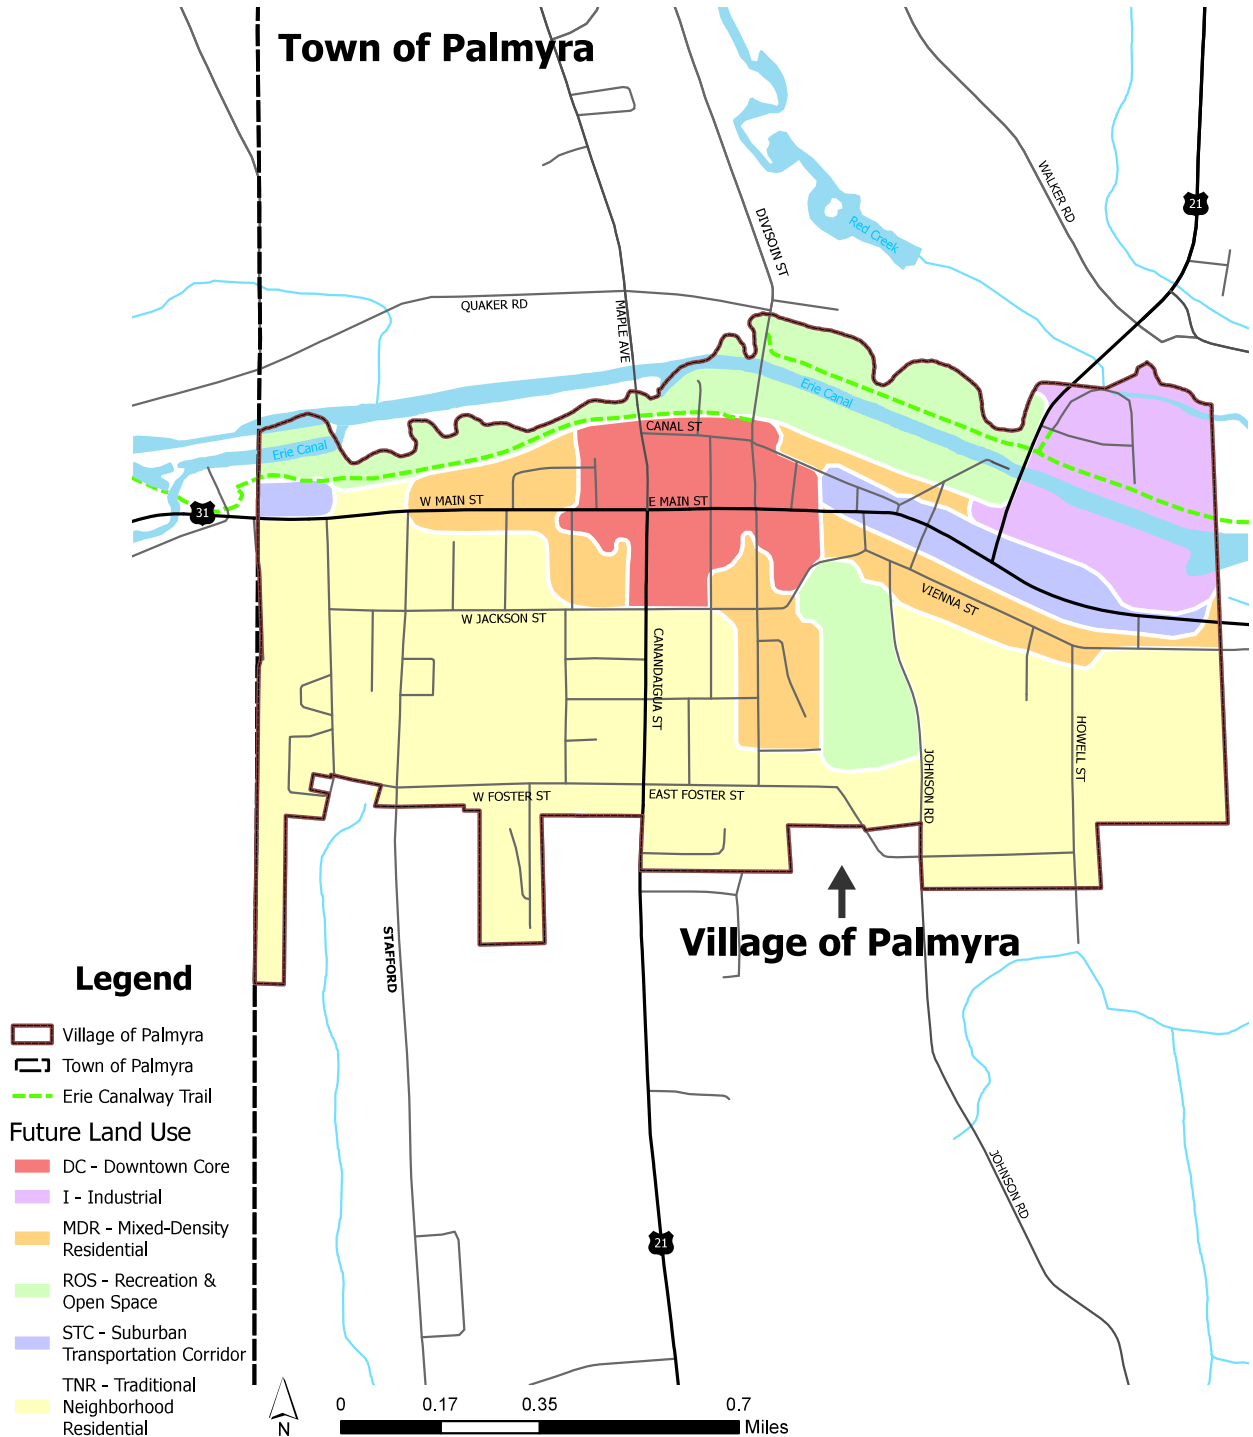 Town of Palmyra
WALKER RD
21
DIVISOIN ST
Red Creek
QUAKER RD
MAPLE AVE
Erie Canal
CANAL ST
Erie Canal
W MAIN ST
E MAIN ST
31
VIENNA ST
W JACKSON ST
CANANDAIGUA ST
HOWELL ST
JOHNSON RD
W FOSTER ST
EAST FOSTER ST
Village of Palmyra
STAFFORD
JOHNSON RD
21
Legend
Village of Palmyra
Town of Palmyra
Erie Canalway Trail
Future Land Use
DC - Downtown Core
I - Industrial
MDR - Mixed-Density
Residential
ROS - Recreation &
Open Space
STC - Suburban
Transportation Corridor
TNR - Traditional
Neighborhood
Residential
N
0 0.17 0.35 0.7
Miles